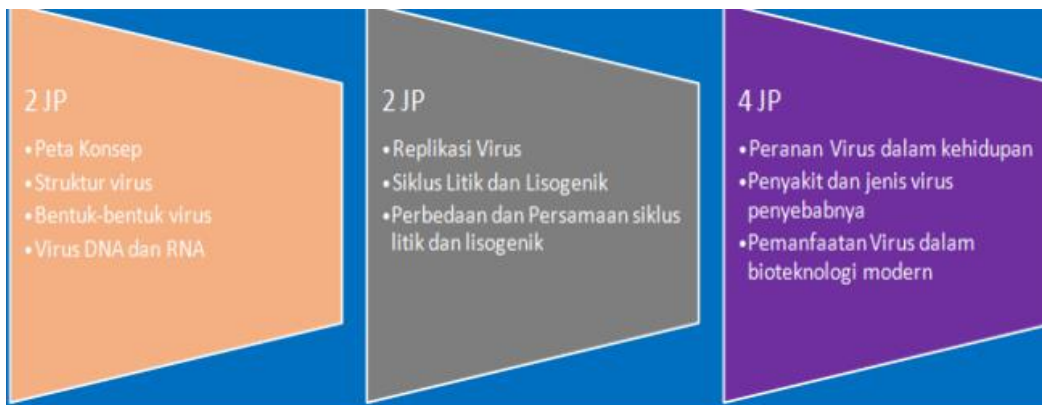 2 JP
•Peta Konsep
•Struktur virus
•Bentuk-bentuk virus
•Virus DNA dan RNA
2 JP
•Replikasi Virus
•Siklus Litik dan Lisogenik
•Perbedaan dan Persamaan siklus
litik dan lisogenik
4 JP
•Peranan Virus dalam kehidupan
•Penyakit dan jenis virus
penyebabnya
•Pemanfaatan Virus dalam
bioteknologi modern